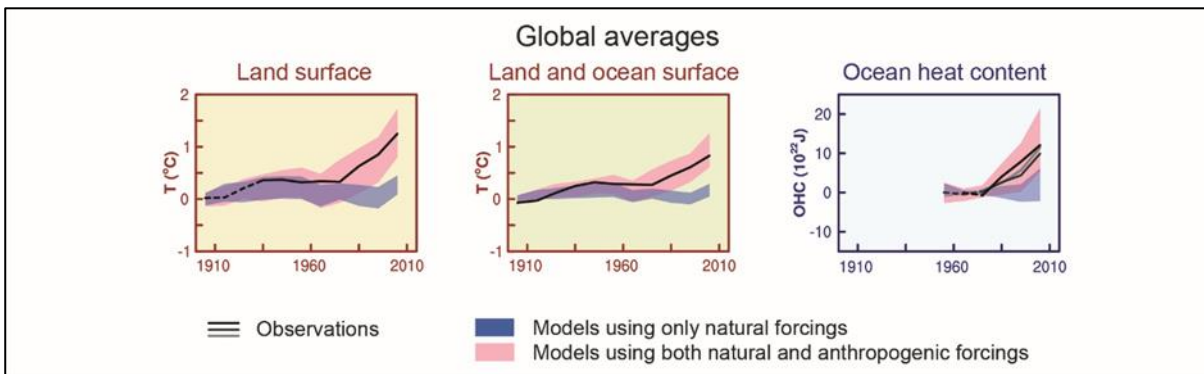 Global averages
Land surface
Land and ocean surface
Ocean heat content
2
1
0
-1
T (°C)
1910
1960
2010
2
1
0
-1
T (°C)
1910
1960
2010
20
10
0
-10
OHC (10²²J)
1910
1960
2010
Observations
Models using only natural forcings
Models using both natural and anthropogenic forcings